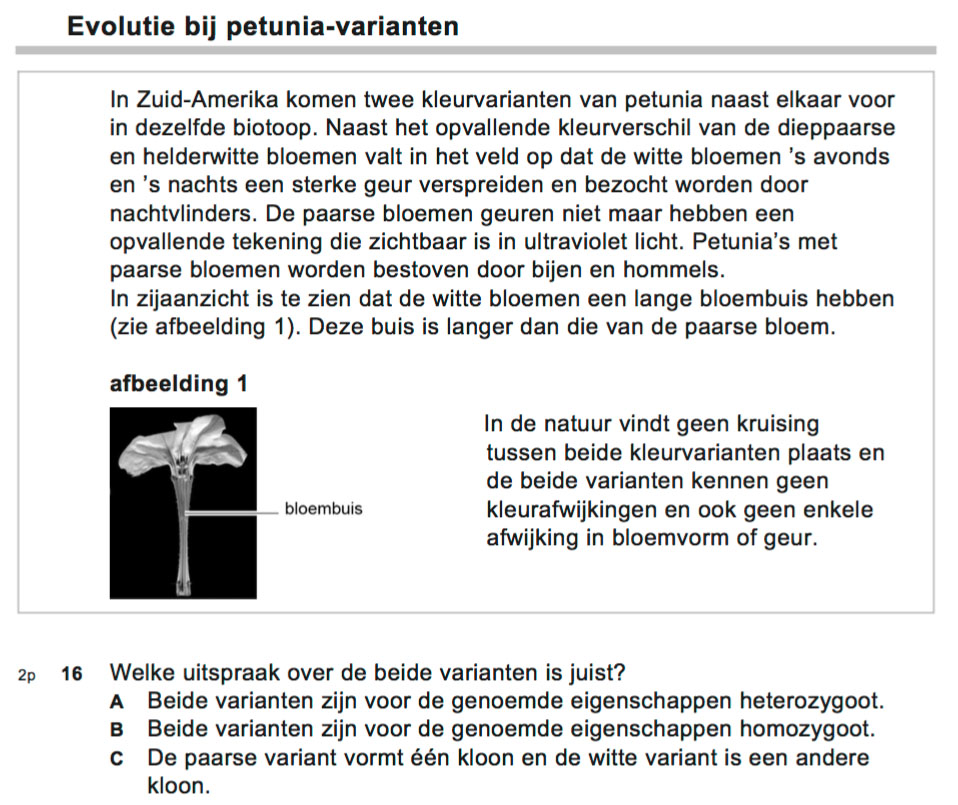 Evolutie bij petunia-varianten
In Zuid-Amerika komen twee kleurvarianten van petunia naast elkaar voor
in dezelfde biotoop. Naast het opvallende kleurverschil van de dieppaarse
en helderwitte bloemen valt in het veld op dat de witte bloemen ’s avonds
en ’s nachts een sterke geur verspreiden en bezocht worden door
nachtvlinders. De paarse bloemen geuren niet maar hebben een
opvallende tekening die zichtbaar is in ultraviolet licht. Petunia’s met
paarse bloemen worden bestoven door bijen en hommels.
In zijaanzicht is te zien dat de witte bloemen een lange bloembuis hebben
(zie afbeelding 1). Deze buis is langer dan die van de paarse bloem.
afbeelding 1
bloembuis
In de natuur vindt geen kruising
tussen beide kleurvarianten plaats en
de beide varianten kennen geen
kleurafwijkingen en ook geen enkele
afwijking in bloemvorm of geur.
2p 16 Welke uitspraak over de beide varianten is juist?
A Beide varianten zijn voor de genoemde eigenschappen heterozygoot.
B Beide varianten zijn voor de genoemde eigenschappen homozygoot.
C De paarse variant vormt één kloon en de witte variant is een andere
kloon.